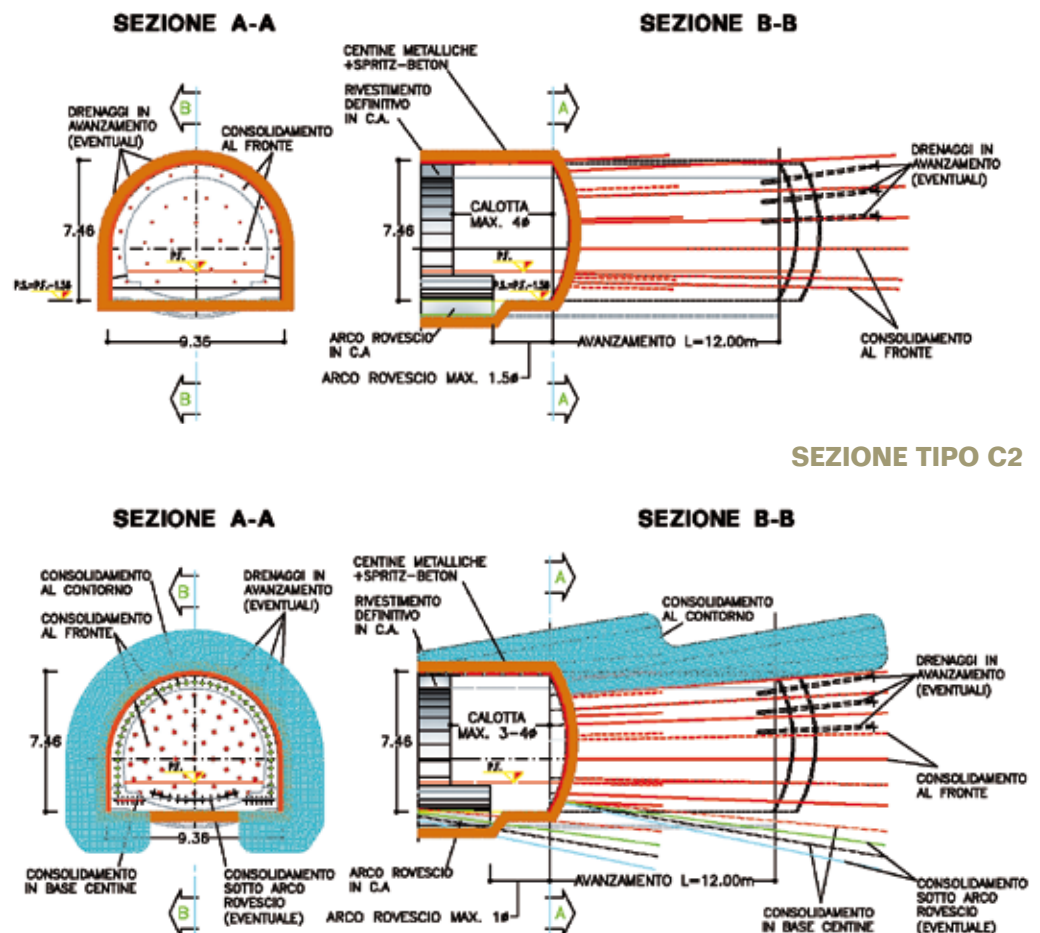 SEZIONE A-A
SEZIONE B-B
CENTINE METALLICHE
+SPRITZ-BETON
RIVESTIMENTO
DEFINITIVO
IN C.A.
DRENAGGI IN
AVANZAMENTO
(EVENTUALI)
CONSOLIDAMENTO
AL FRONTE
B
A
DRENAGGI IN
AVANZAMENTO
(EVENTUALI)
CALOTTA
MAX. 4ø
7.46
7.46
P.F.
P.F.
P.S.=P.F.-1.56
P.S.=P.F.-1.56
9.36
ARCO ROVESCIO
IN C.A
AVANZAMENTO L=12.00m
CONSOLIDAMENTO
AL FRONTE
ARCO ROVESCIO MAX. 1.5ø
B
A
SEZIONE TIPO C2
SEZIONE A-A
SEZIONE B-B
CONSOLIDAMENTO
AL CONTORNO
CONSOLIDAMENTO
AL FRONTE
B
DRENAGGI IN
AVANZAMENTO
(EVENTUALI)
CENTINE METALLICHE
+SPRITZ-BETON
RIVESTIMENTO
DEFINITIVO
IN C.A.
A
CONSOLIDAMENTO
AL CONTORNO
DRENAGGI IN
AVANZAMENTO
(EVENTUALI)
CALOTTA
MAX. 3-4ø
7.46
7.46
P.F.
P.F.
CONSOLIDAMENTO
AL FRONTE
9.36
CONSOLIDAMENTO
IN BASE CENTINE
CONSOLIDAMENTO
SOTTO ARCO
ROVESCIO
(EVENTUALE)
ARCO ROVESCIO
IN C.A
AVANZAMENTO L=12.00m
ARCO ROVESCIO MAX. 1ø
B
A
CONSOLIDAMENTO
IN BASE CENTINE
CONSOLIDAMENTO
SOTTO ARCO
ROVESCIO
(EVENTUALE)